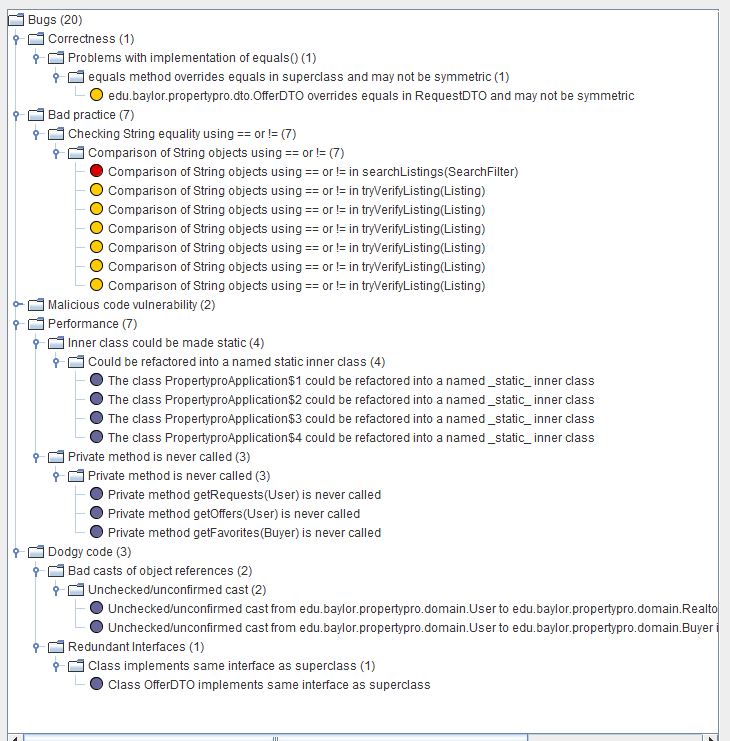 Bugs (20)
Correctness (1)
Problems with implementation of equals() (1)
equals method overrides equals in superclass and may not be symmetric (1)
edu.baylor.propertypro.dto.OfferDTO overrides equals in RequestDTO and may not be symmetric
Bad practice (7)
Checking String equality using == or != (7)
Comparison of String objects using == or != (7)
Comparison of String objects using == or != in searchListings(SearchFilter)
Comparison of String objects using == or != in tryVerifyListing(Listing)
Comparison of String objects using == or != in tryVerifyListing(Listing)
Comparison of String objects using == or != in tryVerifyListing(Listing)
Comparison of String objects using == or != in tryVerifyListing(Listing)
Comparison of String objects using == or != in tryVerifyListing(Listing)
Comparison of String objects using == or != in tryVerifyListing(Listing)
Malicious code vulnerability (2)
Performance (7)
Inner class could be made static (4)
Could be refactored into a named static inner class (4)
The class PropertyproApplication$1 could be refactored into a named _static_ inner class
The class PropertyproApplication$2 could be refactored into a named _static_ inner class
The class PropertyproApplication$3 could be refactored into a named _static_ inner class
The class PropertyproApplication$4 could be refactored into a named _static_ inner class
Private method is never called (3)
Private method is never called (3)
Private method getRequests(User) is never called
Private method getOffers(User) is never called
Private method getFavorites(Buyer) is never called
Dodgy code (3)
Bad casts of object references (2)
Unchecked/unconfirmed cast (2)
Unchecked/unconfirmed cast from edu.baylor.propertypro.domain.User to edu.baylor.propertypro.domain.Realto
Unchecked/unconfirmed cast from edu.baylor.propertypro.domain.User to edu.baylor.propertypro.domain.Buyer i
Redundant Interfaces (1)
Class implements same interface as superclass (1)
Class OfferDTO implements same interface as superclass